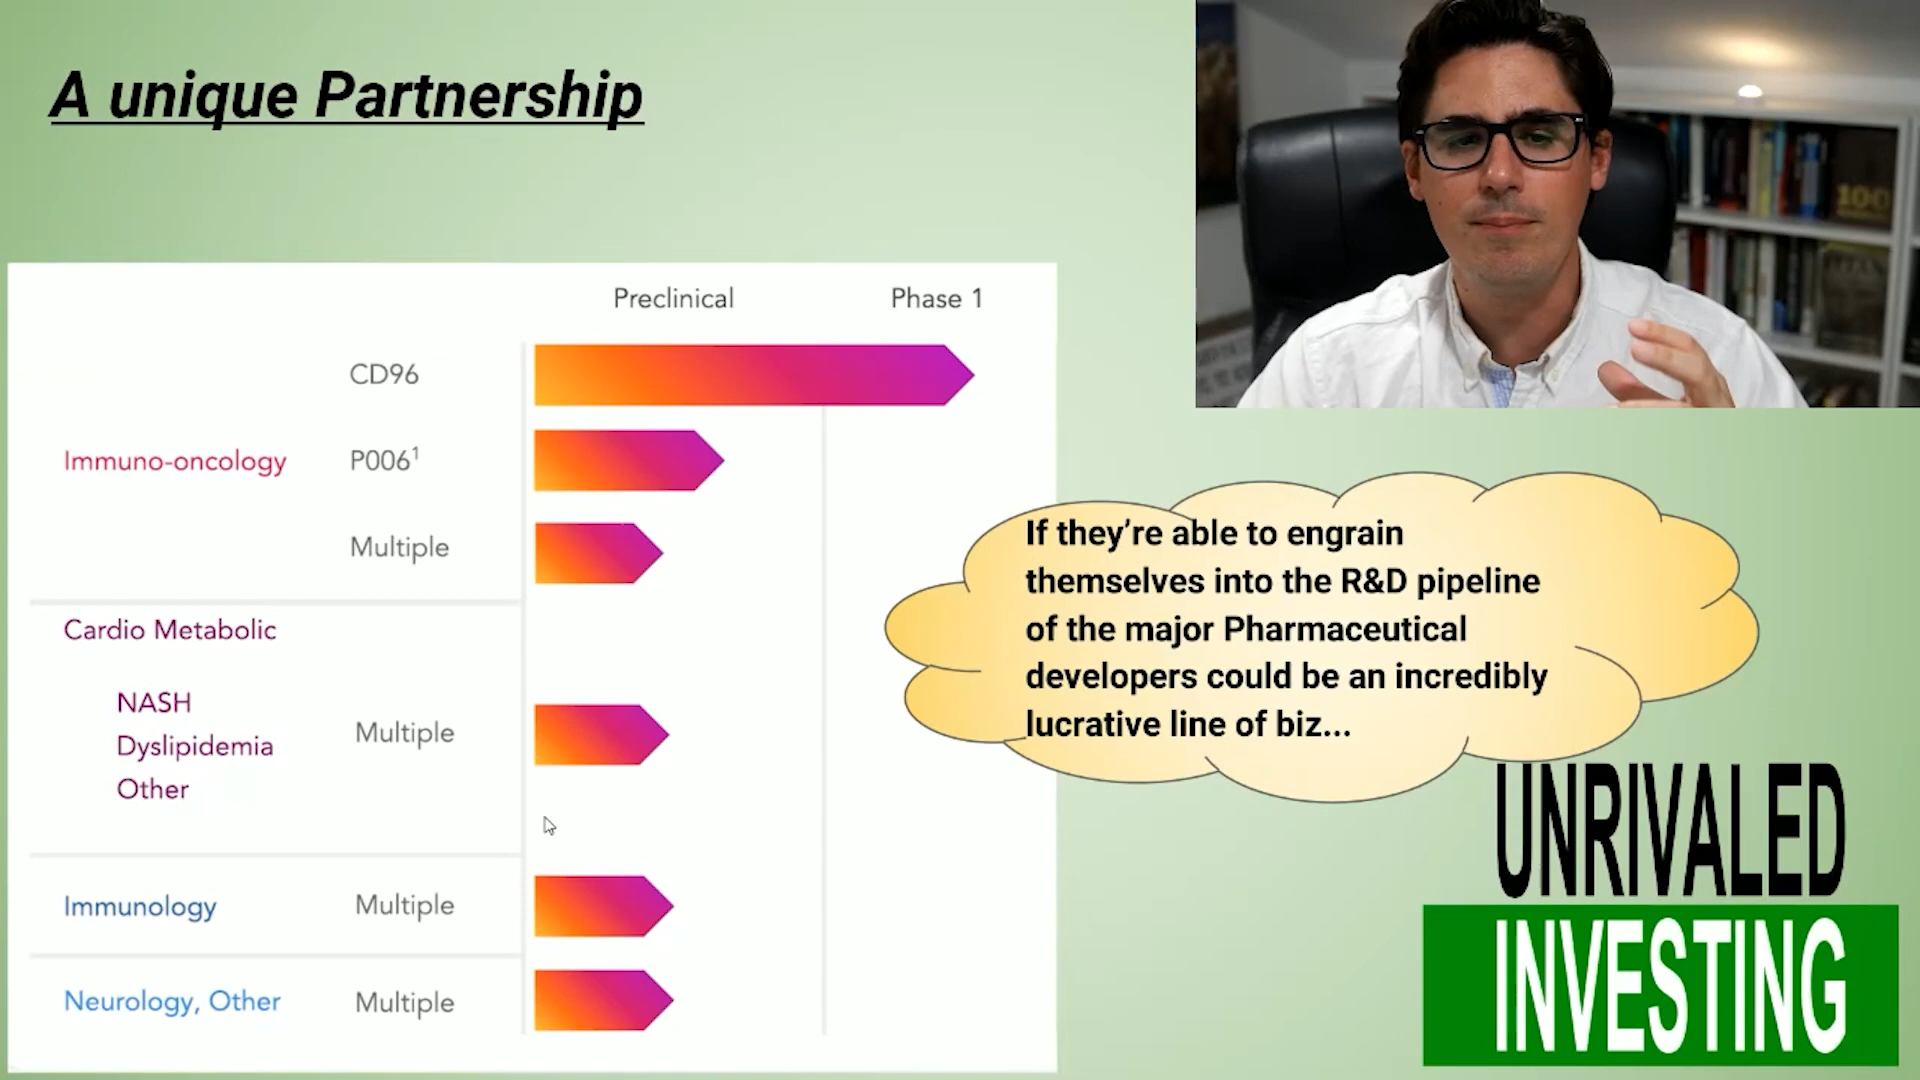 A unique Partnership
Preclinical
Phase 1
CD96
Immuno-oncology
P006¹
Multiple
Cardio Metabolic
NASH
Dyslipidemia
Other
Multiple
Immunology
Multiple
Neurology, Other
Multiple
If they’re able to engrain
themselves into the R&D pipeline
of the major Pharmaceutical
developers could be an incredibly
lucrative line of biz...
UNRIVALED
INVESTING
100